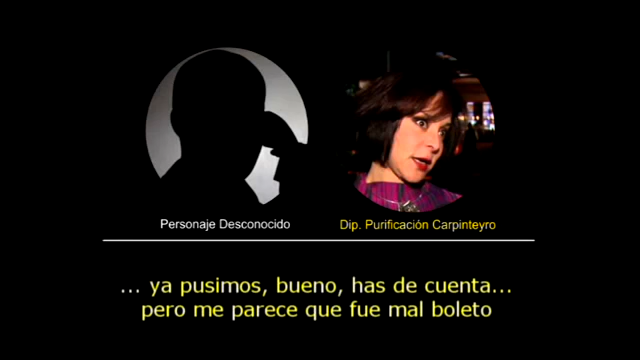 Personaje Desconocido
Dip. Purificación Carpinteyro
... ya pusimos, bueno, has de cuenta...
pero me parece que fue mal boleto